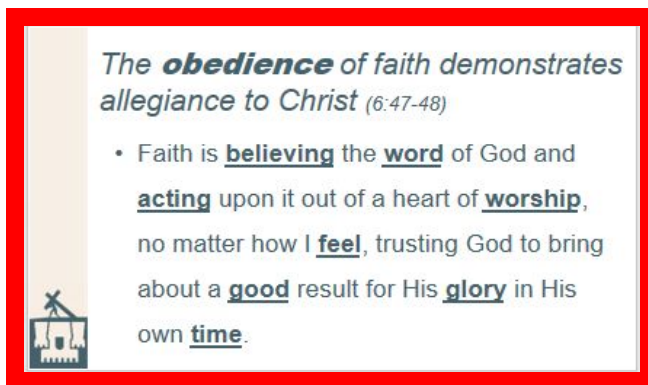 The obedience of faith demonstrates
allegiance to Christ (6:47-48)
• Faith is believing the word of God and
acting upon it out of a heart of worship,
no matter how I feel, trusting God to bring
about a good result for His glory in His
own time.